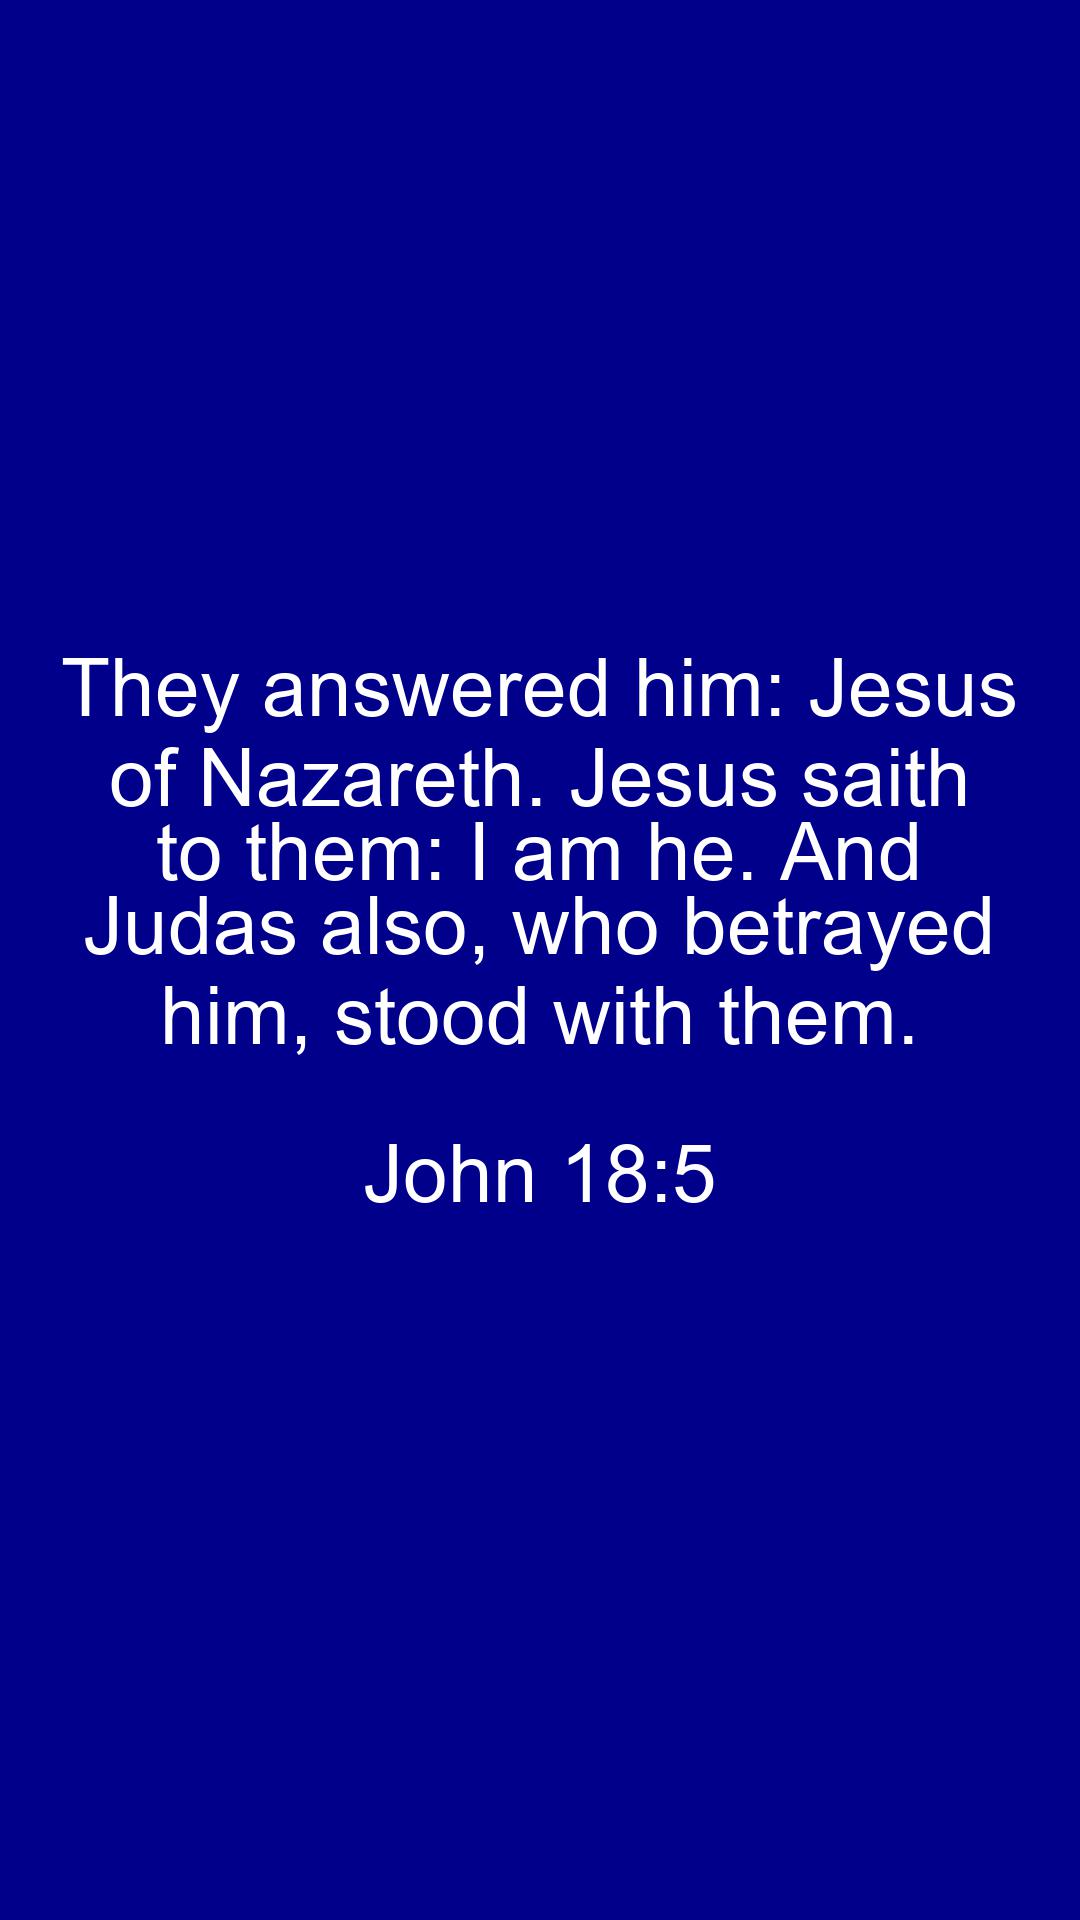 They answered him: Jesus
of Nazareth. Jesus saith
to them: I am he. And
Judas also, who betrayed
him, stood with them.
John 18:5